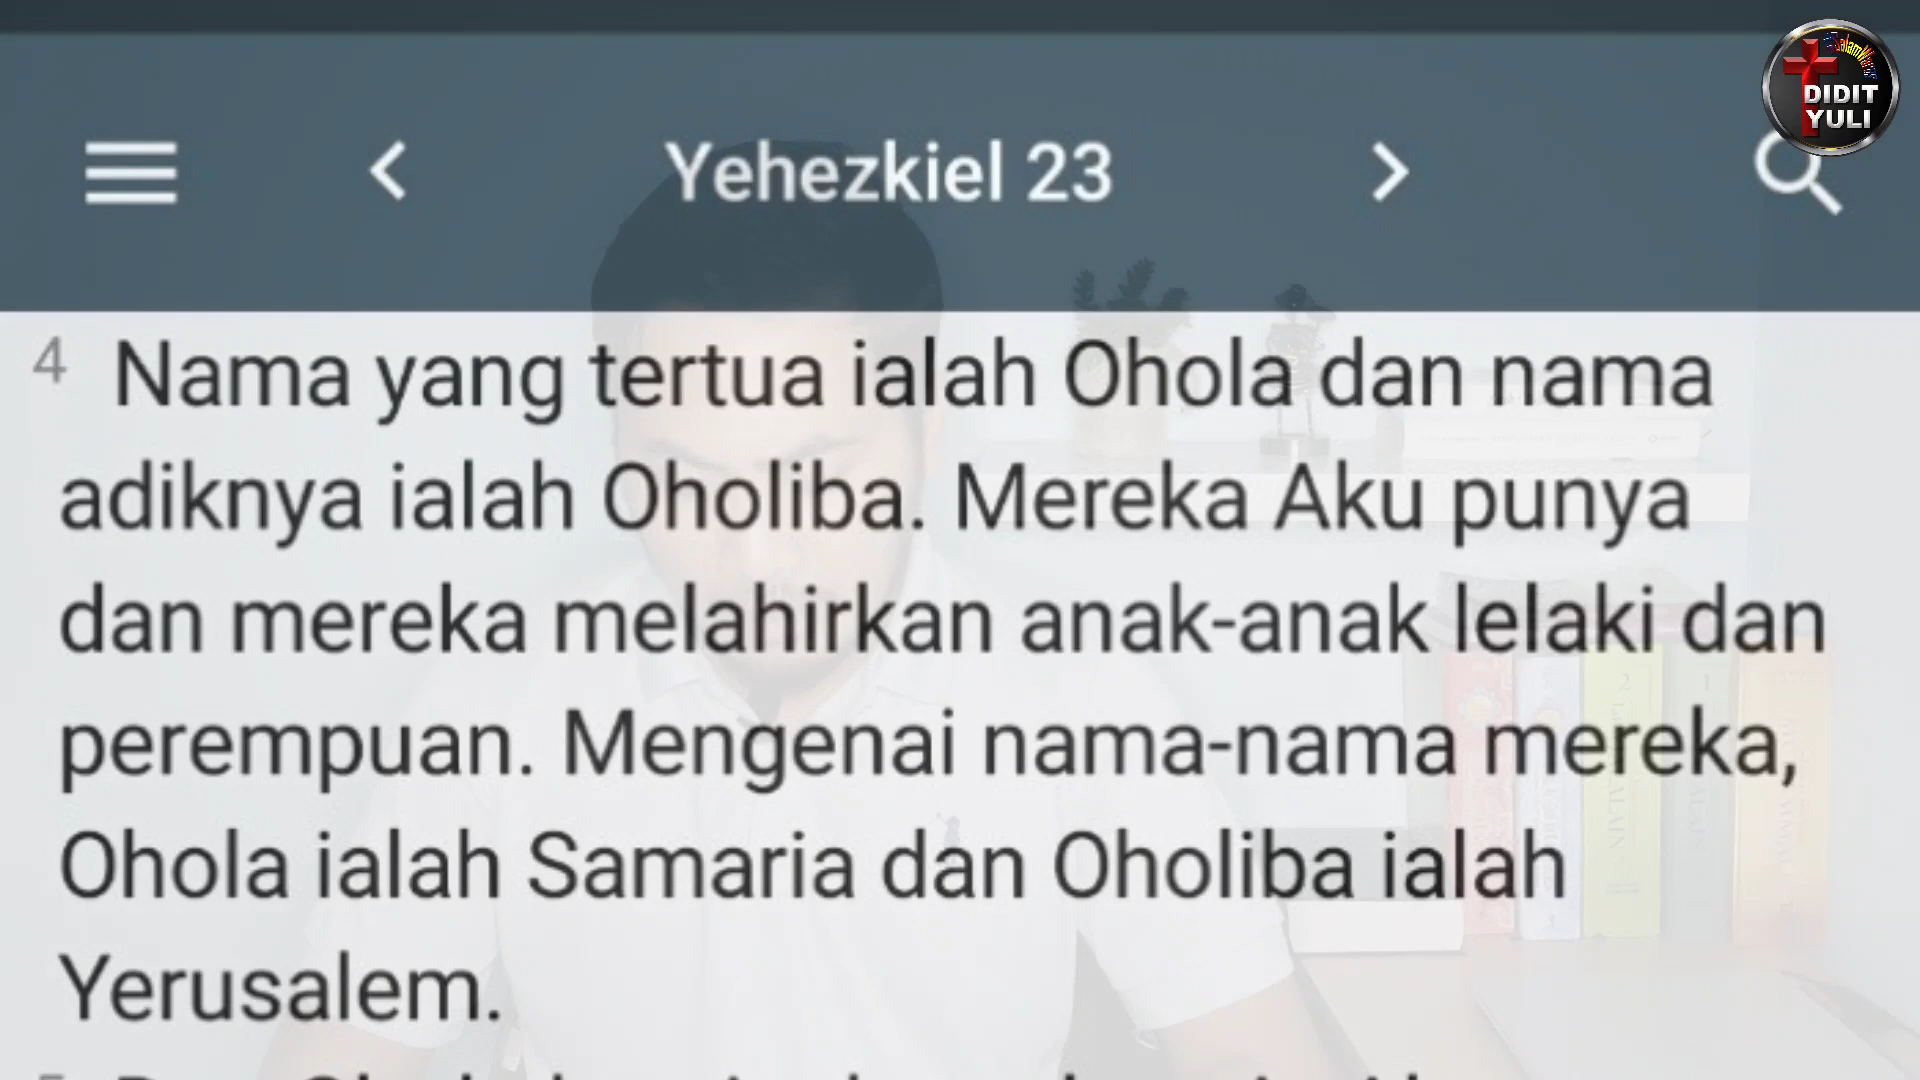 DIDIT
YULI
Yehezkiel 23
4 Nama yang tertua ialah Ohola dan nama
adiknya ialah Oholiba. Mereka Aku punya
dan mereka melahirkan anak-anak lelaki dan
perempuan. Mengenai nama-nama mereka,
Ohola ialah Samaria dan Oholiba ialah
Yerusalem.